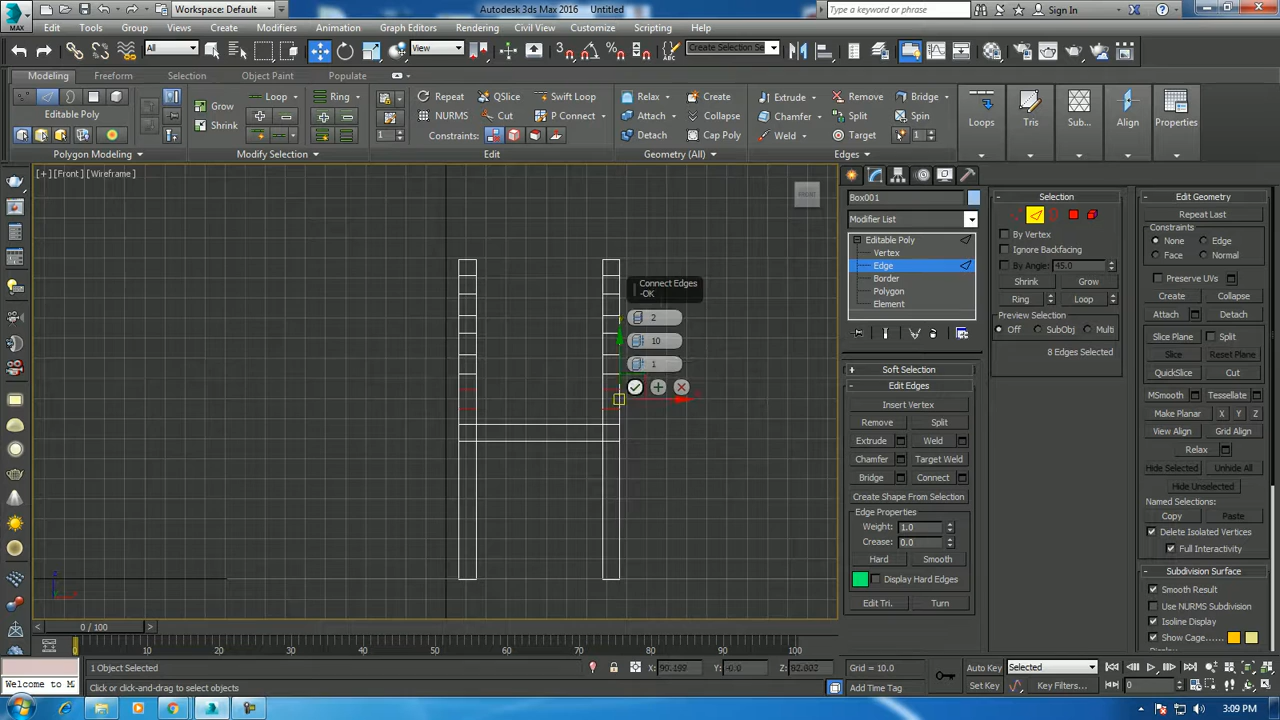 Workspace: Default
Autodesk 3ds Max 2016 Untitled
Type a keyword or phrase
Sign In
MAX
Edit Tools Group Views Create Modifiers Animation Graph Editors Rendering Civil View Customize Scripting Help
All
View
Create Selection Se
Modeling Freeform Selection Object Paint Populate
Editable Poly
Grow Loop Ring
Shrink
1
Repeat QSlice Swift Loop
NURMS Cut P Connect
Constraints:
Relax Create
Attach Collapse
Detach Cap Poly
Extrude Remove Bridge
Chamfer Break Spin
Weld Target 1
Loops Tris Sub... Align Properties
Polygon Modeling Modify Selection Edit Geometry (All) Edges
[+] [Front] [Wireframe]
FRONT
Connect Edges
-OK
2
10
1
Box001
Modifier List
Editable Poly
Vertex
Edge
Border
Polygon
Element
Soft Selection
Edit Edges
Insert Vertex
Remove Split
Extrude Weld
Chamfer Target Weld
Bridge Connect
Create Shape From Selection
Edge Properties
Weight: 1.0
Crease: 0.0
Hard Smooth
Display Hard Edges
Edit Tri. Turn
Selection
By Vertex
Ignore Backfacing
By Angle: 45.0
Shrink Grow
Ring Loop
Preview Selection
Off SubObj Multi
8 Edges Selected
Edit Geometry
Repeat Last
Constraints
None Edge
Face Normal
Preserve UVs
Create Collapse
Attach Detach
Slice Plane Split
Slice Reset Plane
QuickSlice Cut
MSmooth Tessellate
Make Planar X Y Z
View Align Grid Align
Relax
Hide Selected Unhide All
Hide Unselected
Named Selections:
Copy Paste
Delete Isolated Vertices
Full Interactivity
Subdivision Surface
Smooth Result
Use NURMS Subdivision
Isoline Display
Show Cage......
0 / 100
0 10 20 30 40 50 60 70 80 90 100
1 Object Selected
X: 90.499 Y: -0.0
Grid = 10.0
Auto Key Selected
Welcome to M
Click or click-and-drag to select objects
Add Time Tag
Set Key Key Filters... 0
3:09 PM